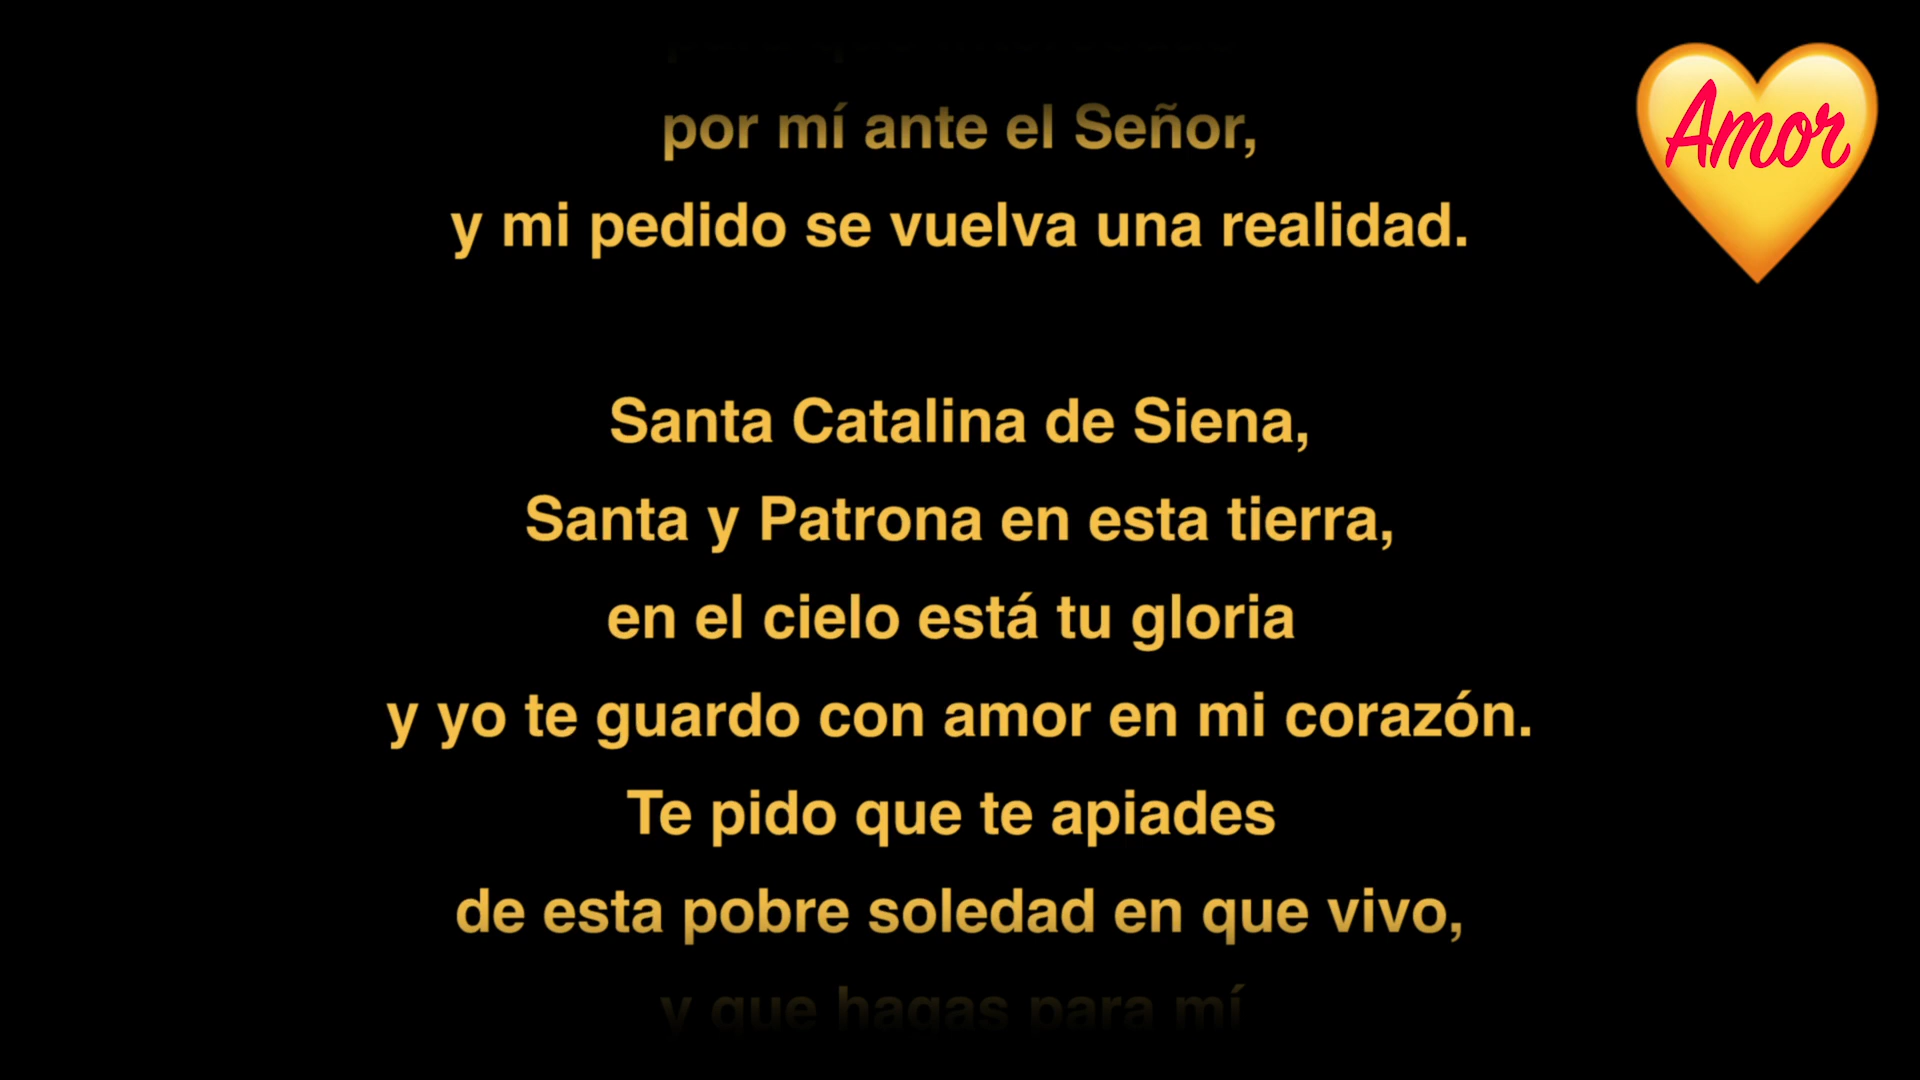 por mí ante el Señor,
y mi pedido se vuelva una realidad.
Amor
Santa Catalina de Siena,
Santa y Patrona en esta tierra,
en el cielo está tu gloria
y yo te guardo con amor en mi corazón.
Te pido que te apiades
de esta pobre soledad en que vivo,
y que hagas para mí